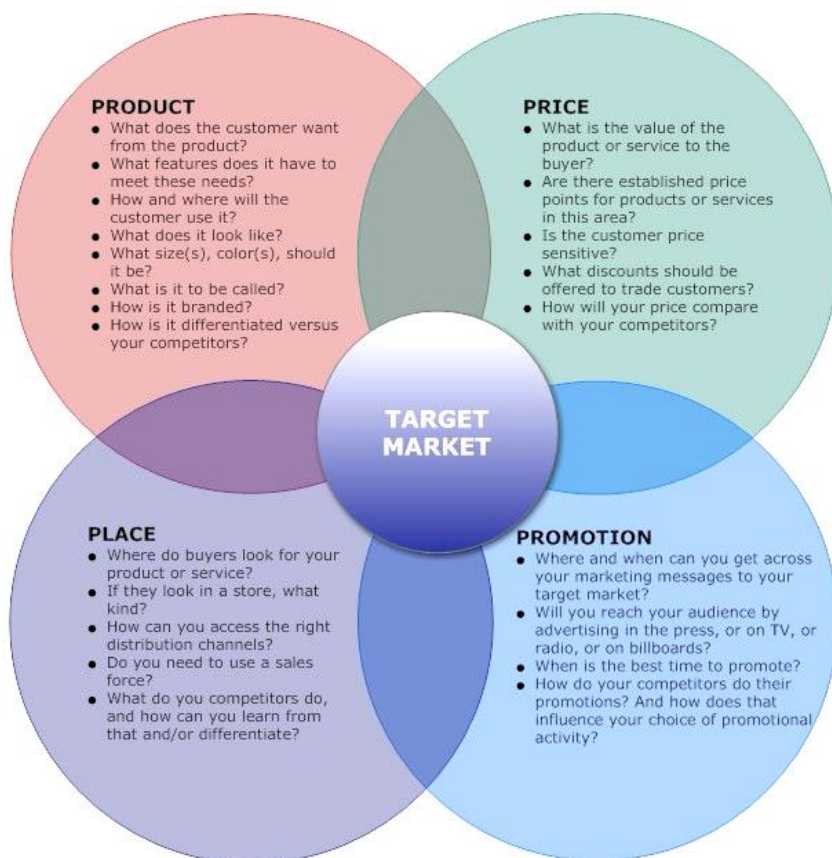 PRODUCT
● What does the customer want
from the product?
● What features does it have to
meet these needs?
● How and where will the
customer use it?
● What does it look like?
● What size(s), color(s), should
it be?
● What is it to be called?
● How is it branded?
● How is it differentiated versus
your competitors?
PRICE
● What is the value of the
product or service to the
buyer?
● Are there established price
points for products or services
in this area?
● Is the customer price
sensitive?
● What discounts should be
offered to trade customers?
● How will your price compare
with your competitors?
TARGET
MARKET
PLACE
● Where do buyers look for your
product or service?
● If they look in a store, what
kind?
● How can you access the right
distribution channels?
● Do you need to use a sales
force?
● What do you competitors do,
and how can you learn from
that and/or differentiate?
PROMOTION
● Where and when can you get across
your marketing messages to your
target market?
● Will you reach your audience by
advertising in the press, or on TV, or
radio, or on billboards?
● When is the best time to promote?
● How do your competitors do their
promotions? And how does that
influence your choice of promotional
activity?